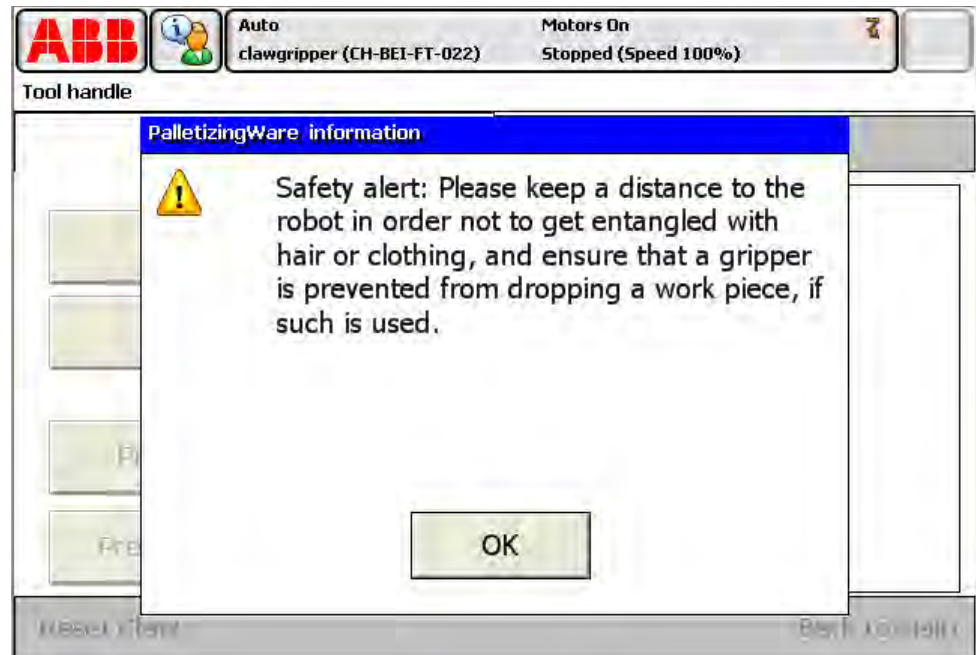 ABB
Auto
Motors On
clawgripper (CH-BEI-FT-022)
Stopped (Speed 100%)
Tool handle
PalletizingWare information
Safety alert: Please keep a distance to the
robot in order not to get entangled with
hair or clothing, and ensure that a gripper
is prevented from dropping a work piece, if
such is used.
OK